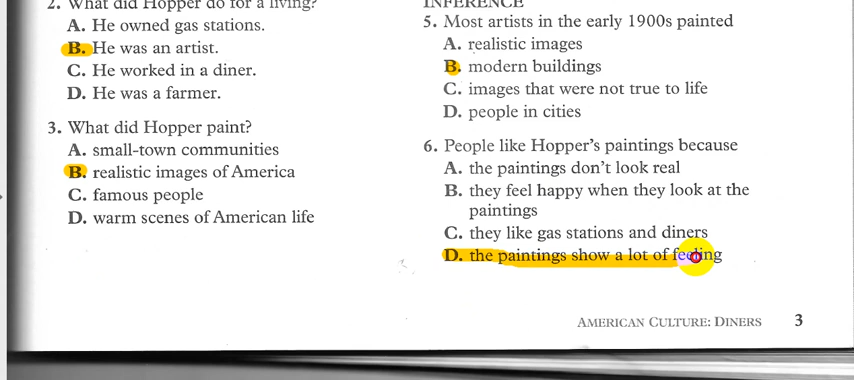 2. What did Hopper do for a living?
A. He owned gas stations.
B. He was an artist.
C. He worked in a diner.
D. He was a farmer.
3. What did Hopper paint?
A. small-town communities
B. realistic images of America
C. famous people
D. warm scenes of American life
INFERENCE
5. Most artists in the early 1900s painted
A. realistic images
B. modern buildings
C. images that were not true to life
D. people in cities
6. People like Hopper's paintings because
A. the paintings don't look real
B. they feel happy when they look at the
paintings
C. they like gas stations and diners
D. the paintings show a lot of feeling
AMERICAN CULTURE: DINERS 3